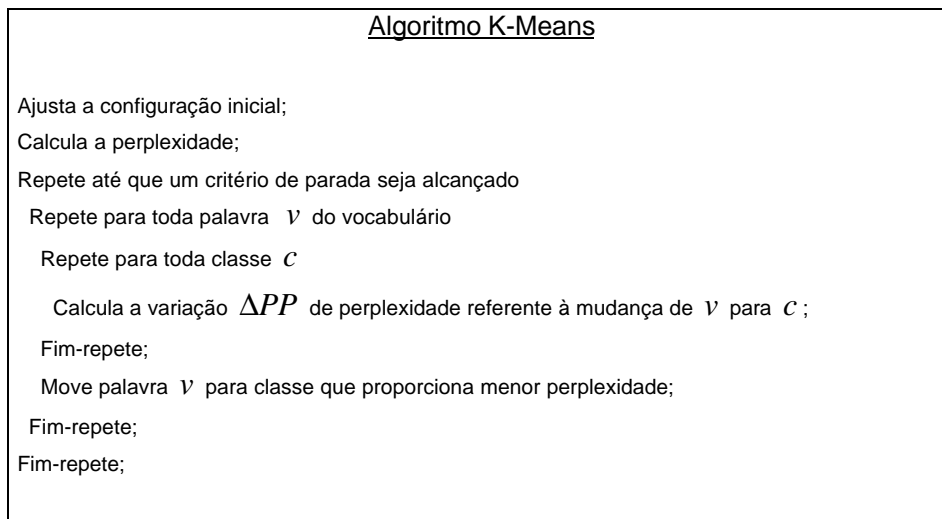 Algoritmo K-Means
Ajusta a configuração inicial;
Calcula a perplexidade;
Repete até que um critério de parada seja alcançado
Repete para toda palavra v do vocabulário
Repete para toda classe c
Calcula a variação ΔPP de perplexidade referente à mudança de v para c ;
Fim-repete;
Move palavra v para classe que proporciona menor perplexidade;
Fim-repete;
Fim-repete;